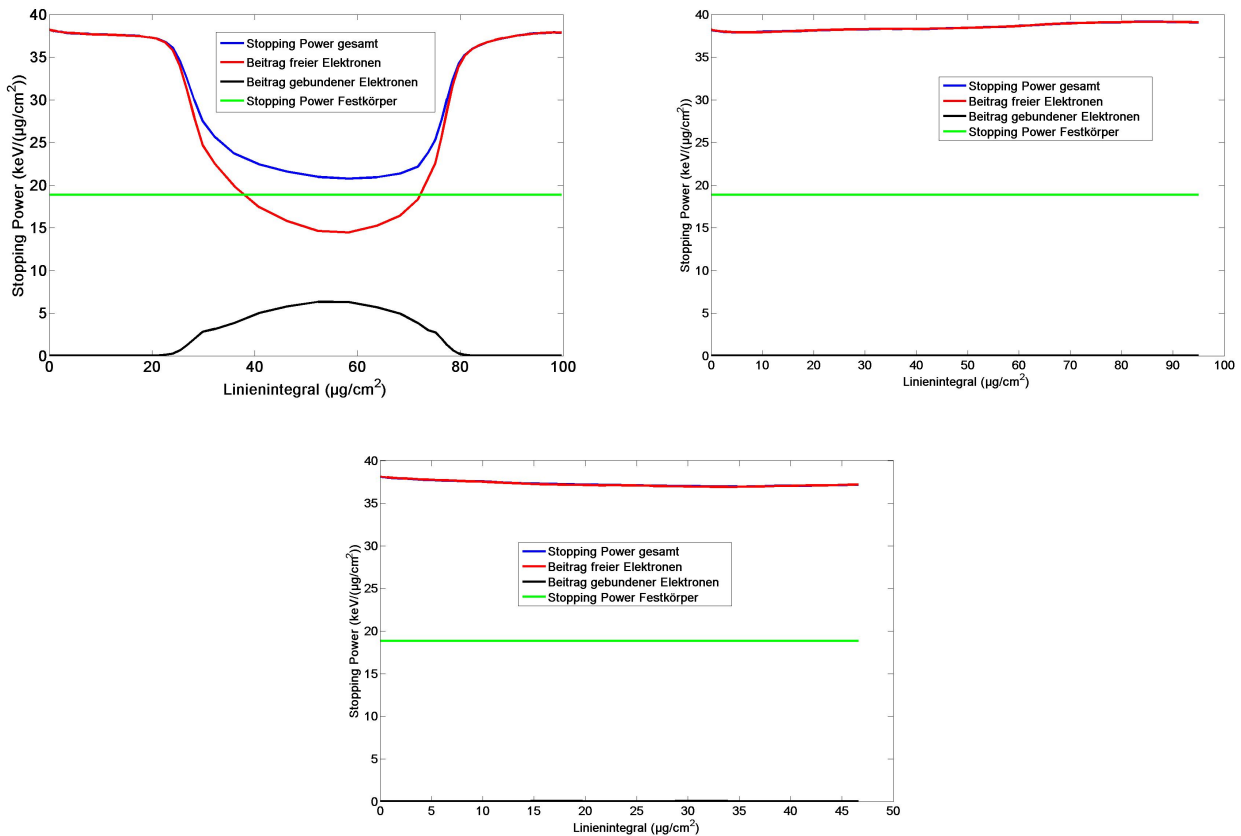 Stopping Power (keV/(µg/cm²))
40
35
30
25
20
15
10
5
0
Stopping Power gesamt
Beitrag freier Elektronen
Beitrag gebundener Elektronen
Stopping Power Festkörper
0 20 40 60 80 100
Linienintegral (µg/cm²)
Stopping Power (keV/(µg/cm²))
40
35
30
25
20
15
10
5
0
Stopping Power gesamt
Beitrag freier Elektronen
Beitrag gebundener Elektronen
Stopping Power Festkörper
0 10 20 30 40 50 60 70 80 90 100
Linienintegral (µg/cm²)
Stopping Power (keV/(µg/cm²))
40
35
30
25
20
15
10
5
0
Stopping Power gesamt
Beitrag freier Elektronen
Beitrag gebundener Elektronen
Stopping Power Festkörper
0 5 10 15 20 25 30 35 40 45 50
Linienintegral (µg/cm²)